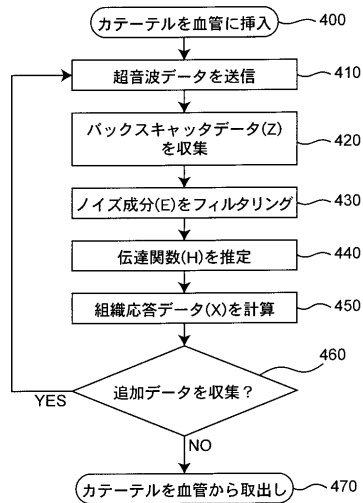 カテーテルを血管に挿入
400
超音波データを送信
410
バックスキャッタデータ(Z)
を収集
420
ノイズ成分(E)をフィルタリング
430
伝達関数(H)を推定
440
組織応答データ(X)を計算
450
460
追加データを収集？
YES
NO
カテーテルを血管から取出し
470